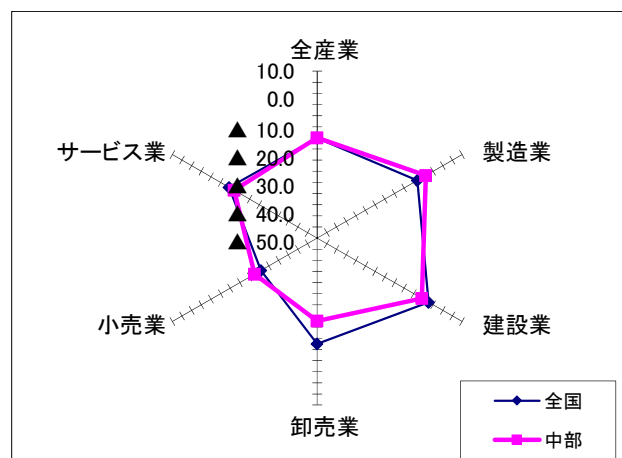 全産業
10.0
0.0
▲ 10.0
▲ 20.0
▲ 30.0
▲ 40.0
▲ 50.0
製造業
建設業
卸売業
小売業
サービス業
全国
中部